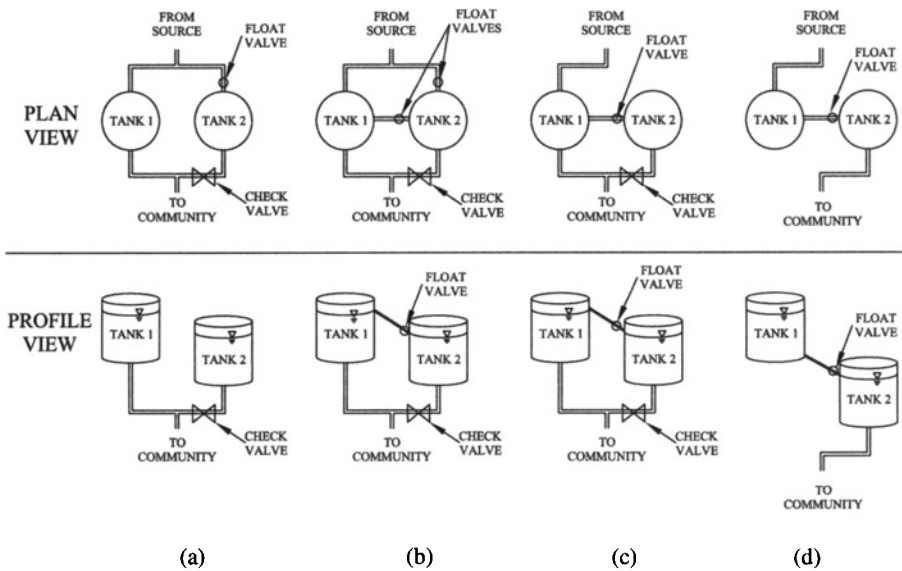 FROM
SOURCE
FLOAT
VALVE
TANK 1
TANK 2
TO
COMMUNITY
CHECK
VALVE
FROM
SOURCE
FLOAT
VALVES
TANK 1
TANK 2
TO
COMMUNITY
CHECK
VALVE
FROM
SOURCE
FLOAT
VALVE
TANK 1
TANK 2
TO
COMMUNITY
CHECK
VALVE
FROM
SOURCE
FLOAT
VALVE
TANK 1
TANK 2
TO
COMMUNITY
PLAN
VIEW
PROFILE
VIEW
TANK 1
TANK 2
TO
COMMUNITY
CHECK
VALVE
FLOAT
VALVE
TANK 1
TANK 2
TO
COMMUNITY
CHECK
VALVE
FLOAT
VALVE
TANK 1
TANK 2
TO
COMMUNITY
CHECK
VALVE
FLOAT
VALVE
TANK 1
TANK 2
TO
COMMUNITY
(a)
(b)
(c)
(d)